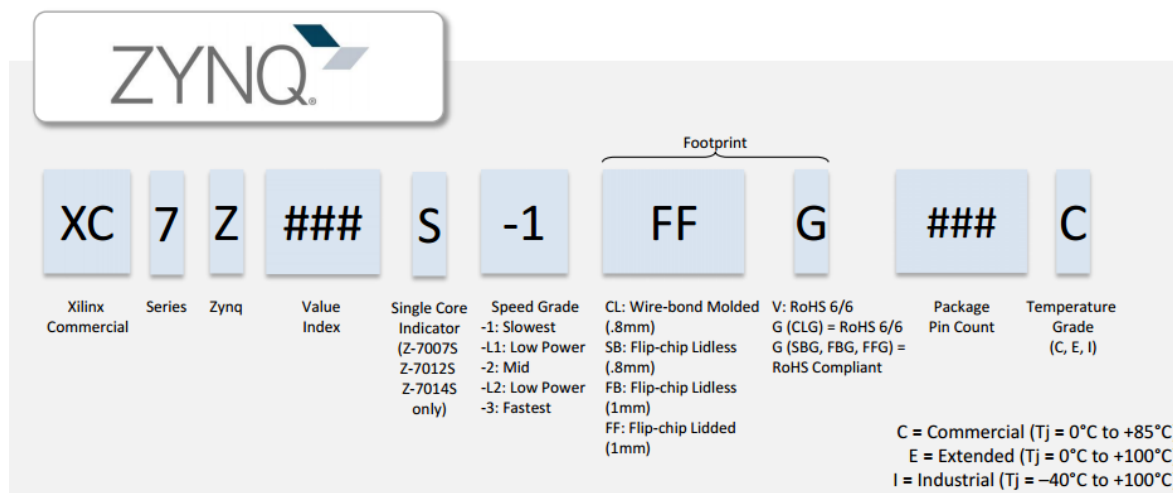 ZYNQ®
Footprint
XC 7 Z ### S -1 FF G ### C
Xilinx
Commercial
Series
Zynq
Value
Index
Single Core
Indicator
(Z-7007S
Z-7012S
Z-7014S
only)
Speed Grade
-1: Slowest
-L1: Low Power
-2: Mid
-L2: Low Power
-3: Fastest
CL: Wire-bond Molded
(.8mm)
SB: Flip-chip Lidless
(.8mm)
FB: Flip-chip Lidless
(1mm)
FF: Flip-chip Lidded
(1mm)
V: RoHS 6/6
G (CLG) = RoHS 6/6
G (SBG, FBG, FFG) =
RoHS Compliant
Package
Pin Count
Temperature
Grade
(C, E, I)
C = Commercial (Tj = 0°C to +85°C
E = Extended (Tj = 0°C to +100°C
I = Industrial (Tj = –40°C to +100°C